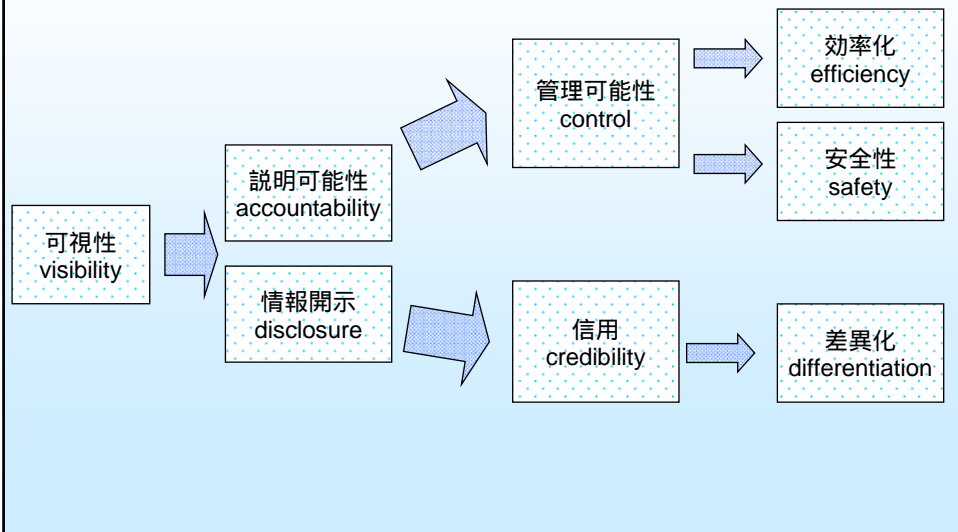 可視性
visibility
説明可能性
accountability
情報開示
disclosure
管理可能性
control
信用
credibility
効率化
efficiency
安全性
safety
差異化
differentiation